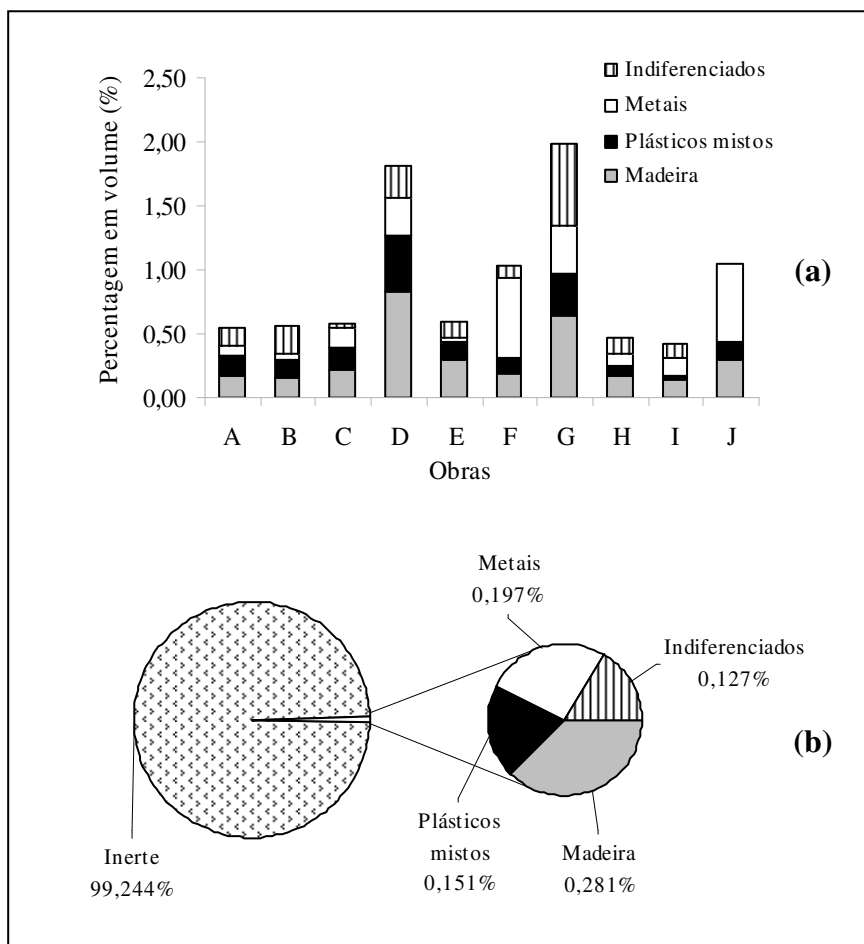 Percentagem em volume (%)
2,50
2,00
1,50
1,00
0,50
0,00
Indiferenciados
Metais
Plásticos mistos
Madeira
(a)
A B C D E F G H I J
Obras
Metais
0,197%
Indiferenciados
0,127%
(b)
Plásticos
mistos
0,151%
Madeira
0,281%
Inerte
99,244%